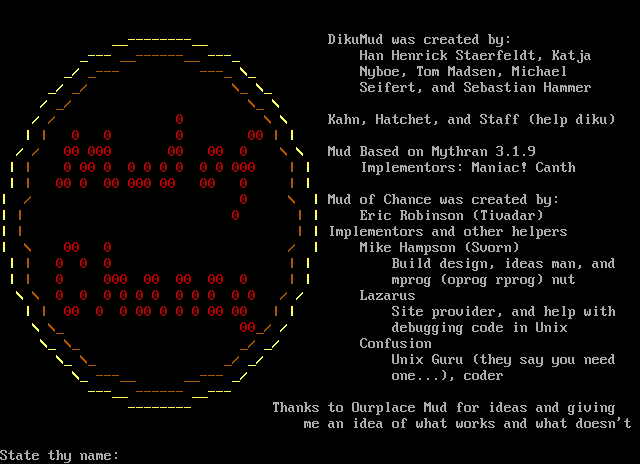 DikuMud was created by:
Han Henrick Staerfeldt, Katja
Nyboe, Tom Madsen, Michael
Seifert, and Sebastian Hammer
Kahn, Hatchet, and Staff (help diku)
Mud Based on Mythran 3.1.9
Implementors: Maniac! Canth
Mud of Chance was created by:
Eric Robinson (Tivadar)
Implementors and other helpers
Mike Hampson (Svorn)
Build design, ideas man, and
mprog (oprog rprog) nut
Lazarus
Site provider, and help with
debugging code in Unix
Confusion
Unix Guru (they say you need
one...), coder
Thanks to Ourplace Mud for ideas and giving
me an idea of what works and what doesn't
State thy name: